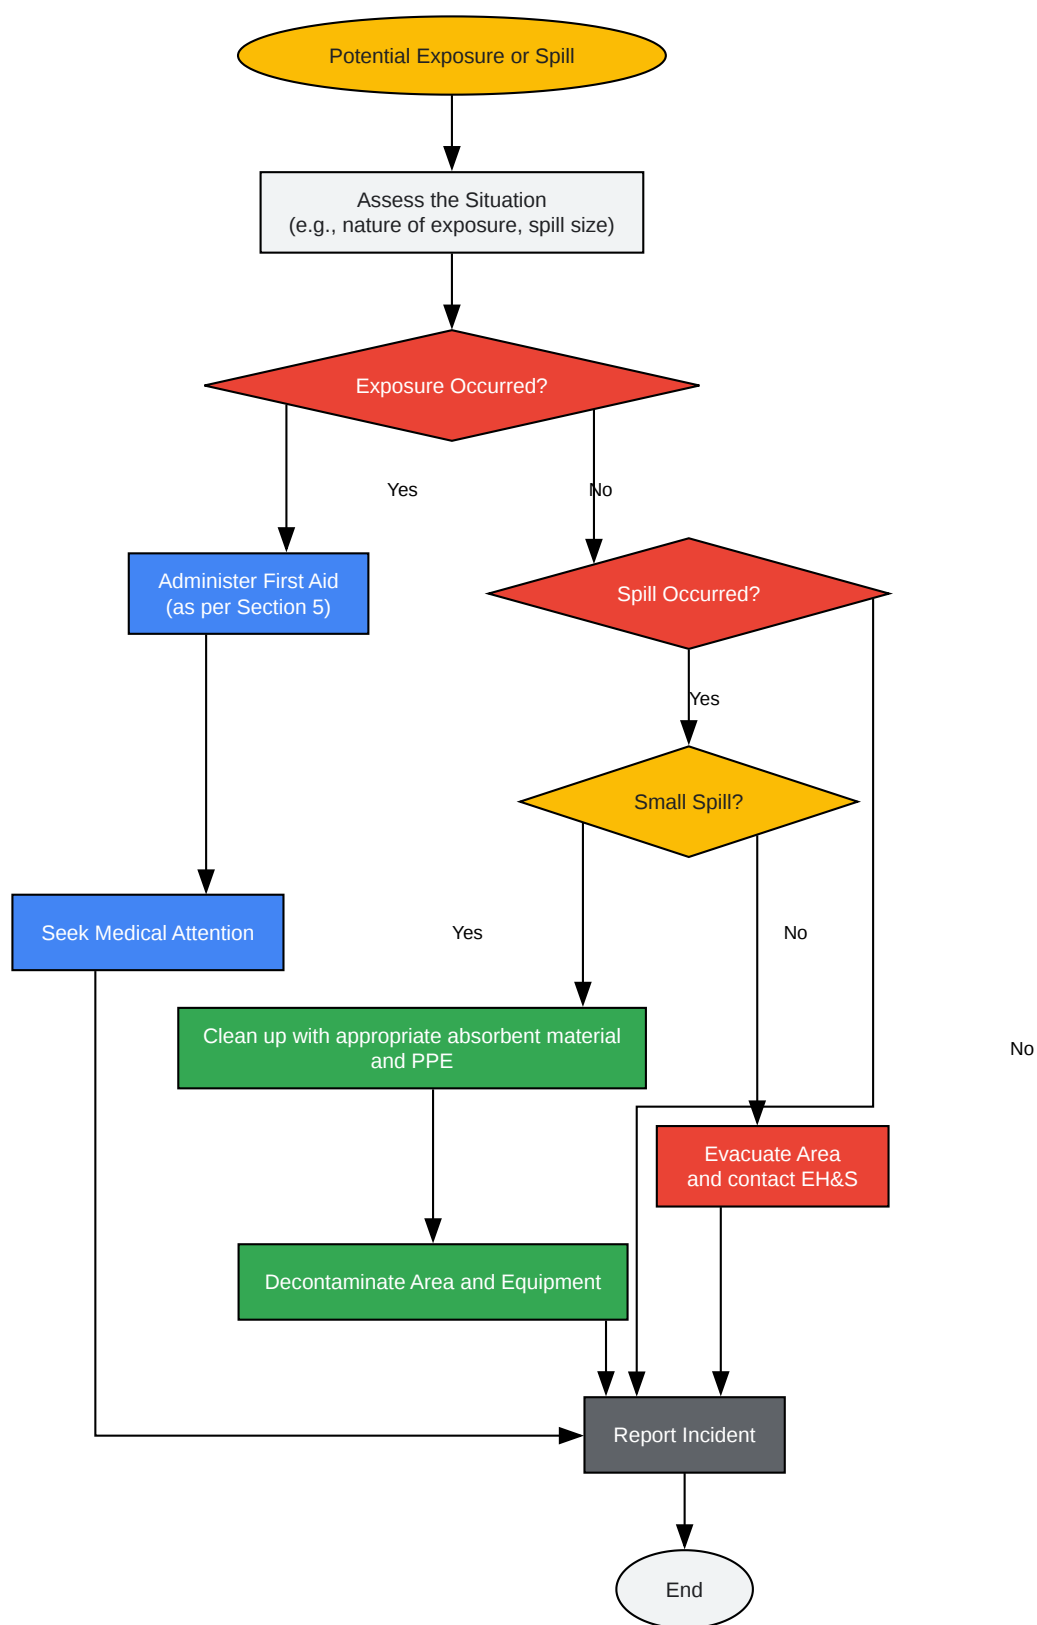 Potential Exposure or Spill
Assess the Situation
(e.g., nature of exposure, spill size)
Exposure Occurred?
Yes
No
Administer First Aid
(as per Section 5)
Spill Occurred?
Yes
Small Spill?
Seek Medical Attention
Yes
No
Clean up with appropriate absorbent material
and PPE
No
Evacuate Area
and contact EH&S
Decontaminate Area and Equipment
Report Incident
End